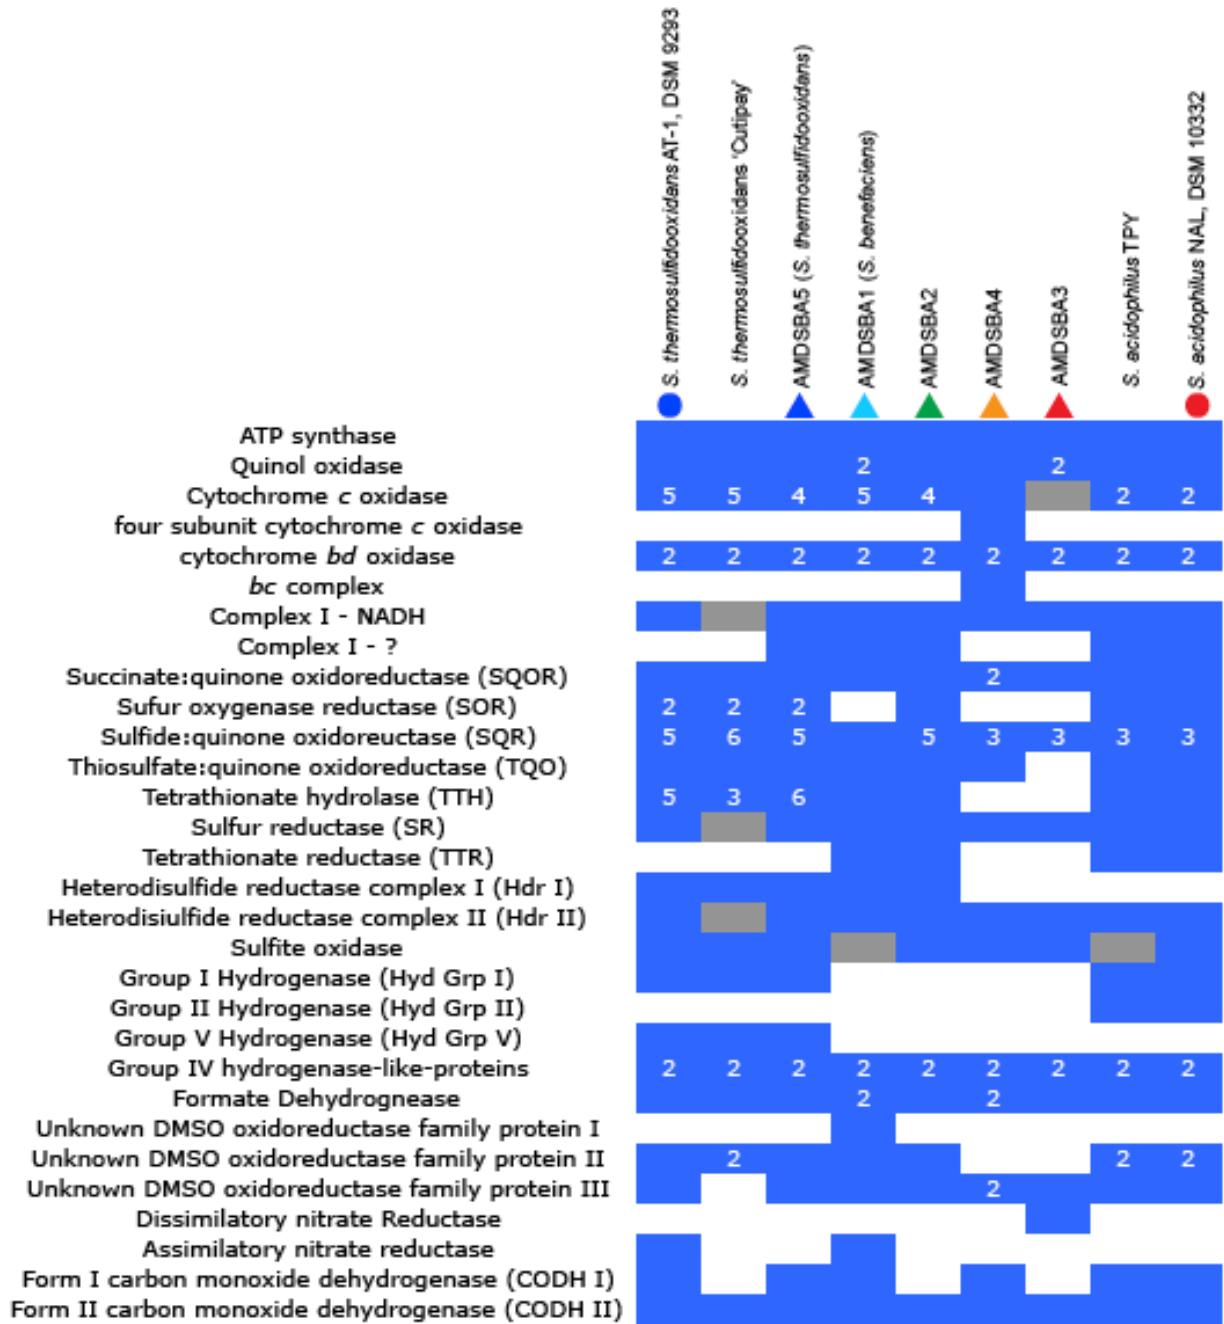 S. thermosulfidooxidans AT-1, DSM 9293
S. thermosulfidooxidans 'Cutipay'
AMDSBA5 (S. thermosulfidooxidans)
AMDSBA1 (S. benefaciens)
AMDSBA2
AMDSBA4
AMDSBA3
S. acidophilus TPY
S. acidophilus NAL, DSM 10332
ATP synthase
Quinol oxidase 2 2
Cytochrome c oxidase 5 5 4 5 4 2 2
four subunit cytochrome c oxidase
cytochrome bd oxidase 2 2 2 2 2 2 2 2 2
bc complex
Complex I - NADH
Complex I - ?
Succinate:quinone oxidoreductase (SQOR) 2
Sufur oxygenase reductase (SOR) 2 2 2
Sulfide:quinone oxidoreuctase (SQR) 5 6 5 5 3 3 3 3
Thiosulfate:quinone oxidoreductase (TQO)
Tetrathionate hydrolase (TTH) 5 3 6
Sulfur reductase (SR)
Tetrathionate reductase (TTR)
Heterodisulfide reductase complex I (Hdr I)
Heterodisiulfide reductase complex II (Hdr II)
Sulfite oxidase
Group I Hydrogenase (Hyd Grp I)
Group II Hydrogenase (Hyd Grp II)
Group V Hydrogenase (Hyd Grp V)
Group IV hydrogenase-like-proteins 2 2 2 2 2 2 2 2 2
Formate Dehydrognease 2 2
Unknown DMSO oxidoreductase family protein I
Unknown DMSO oxidoreductase family protein II 2 2 2
Unknown DMSO oxidoreductase family protein III 2
Dissimilatory nitrate Reductase
Assimilatory nitrate reductase
Form I carbon monoxide dehydrogenase (CODH I)
Form II carbon monoxide dehydrogenase (CODH II)